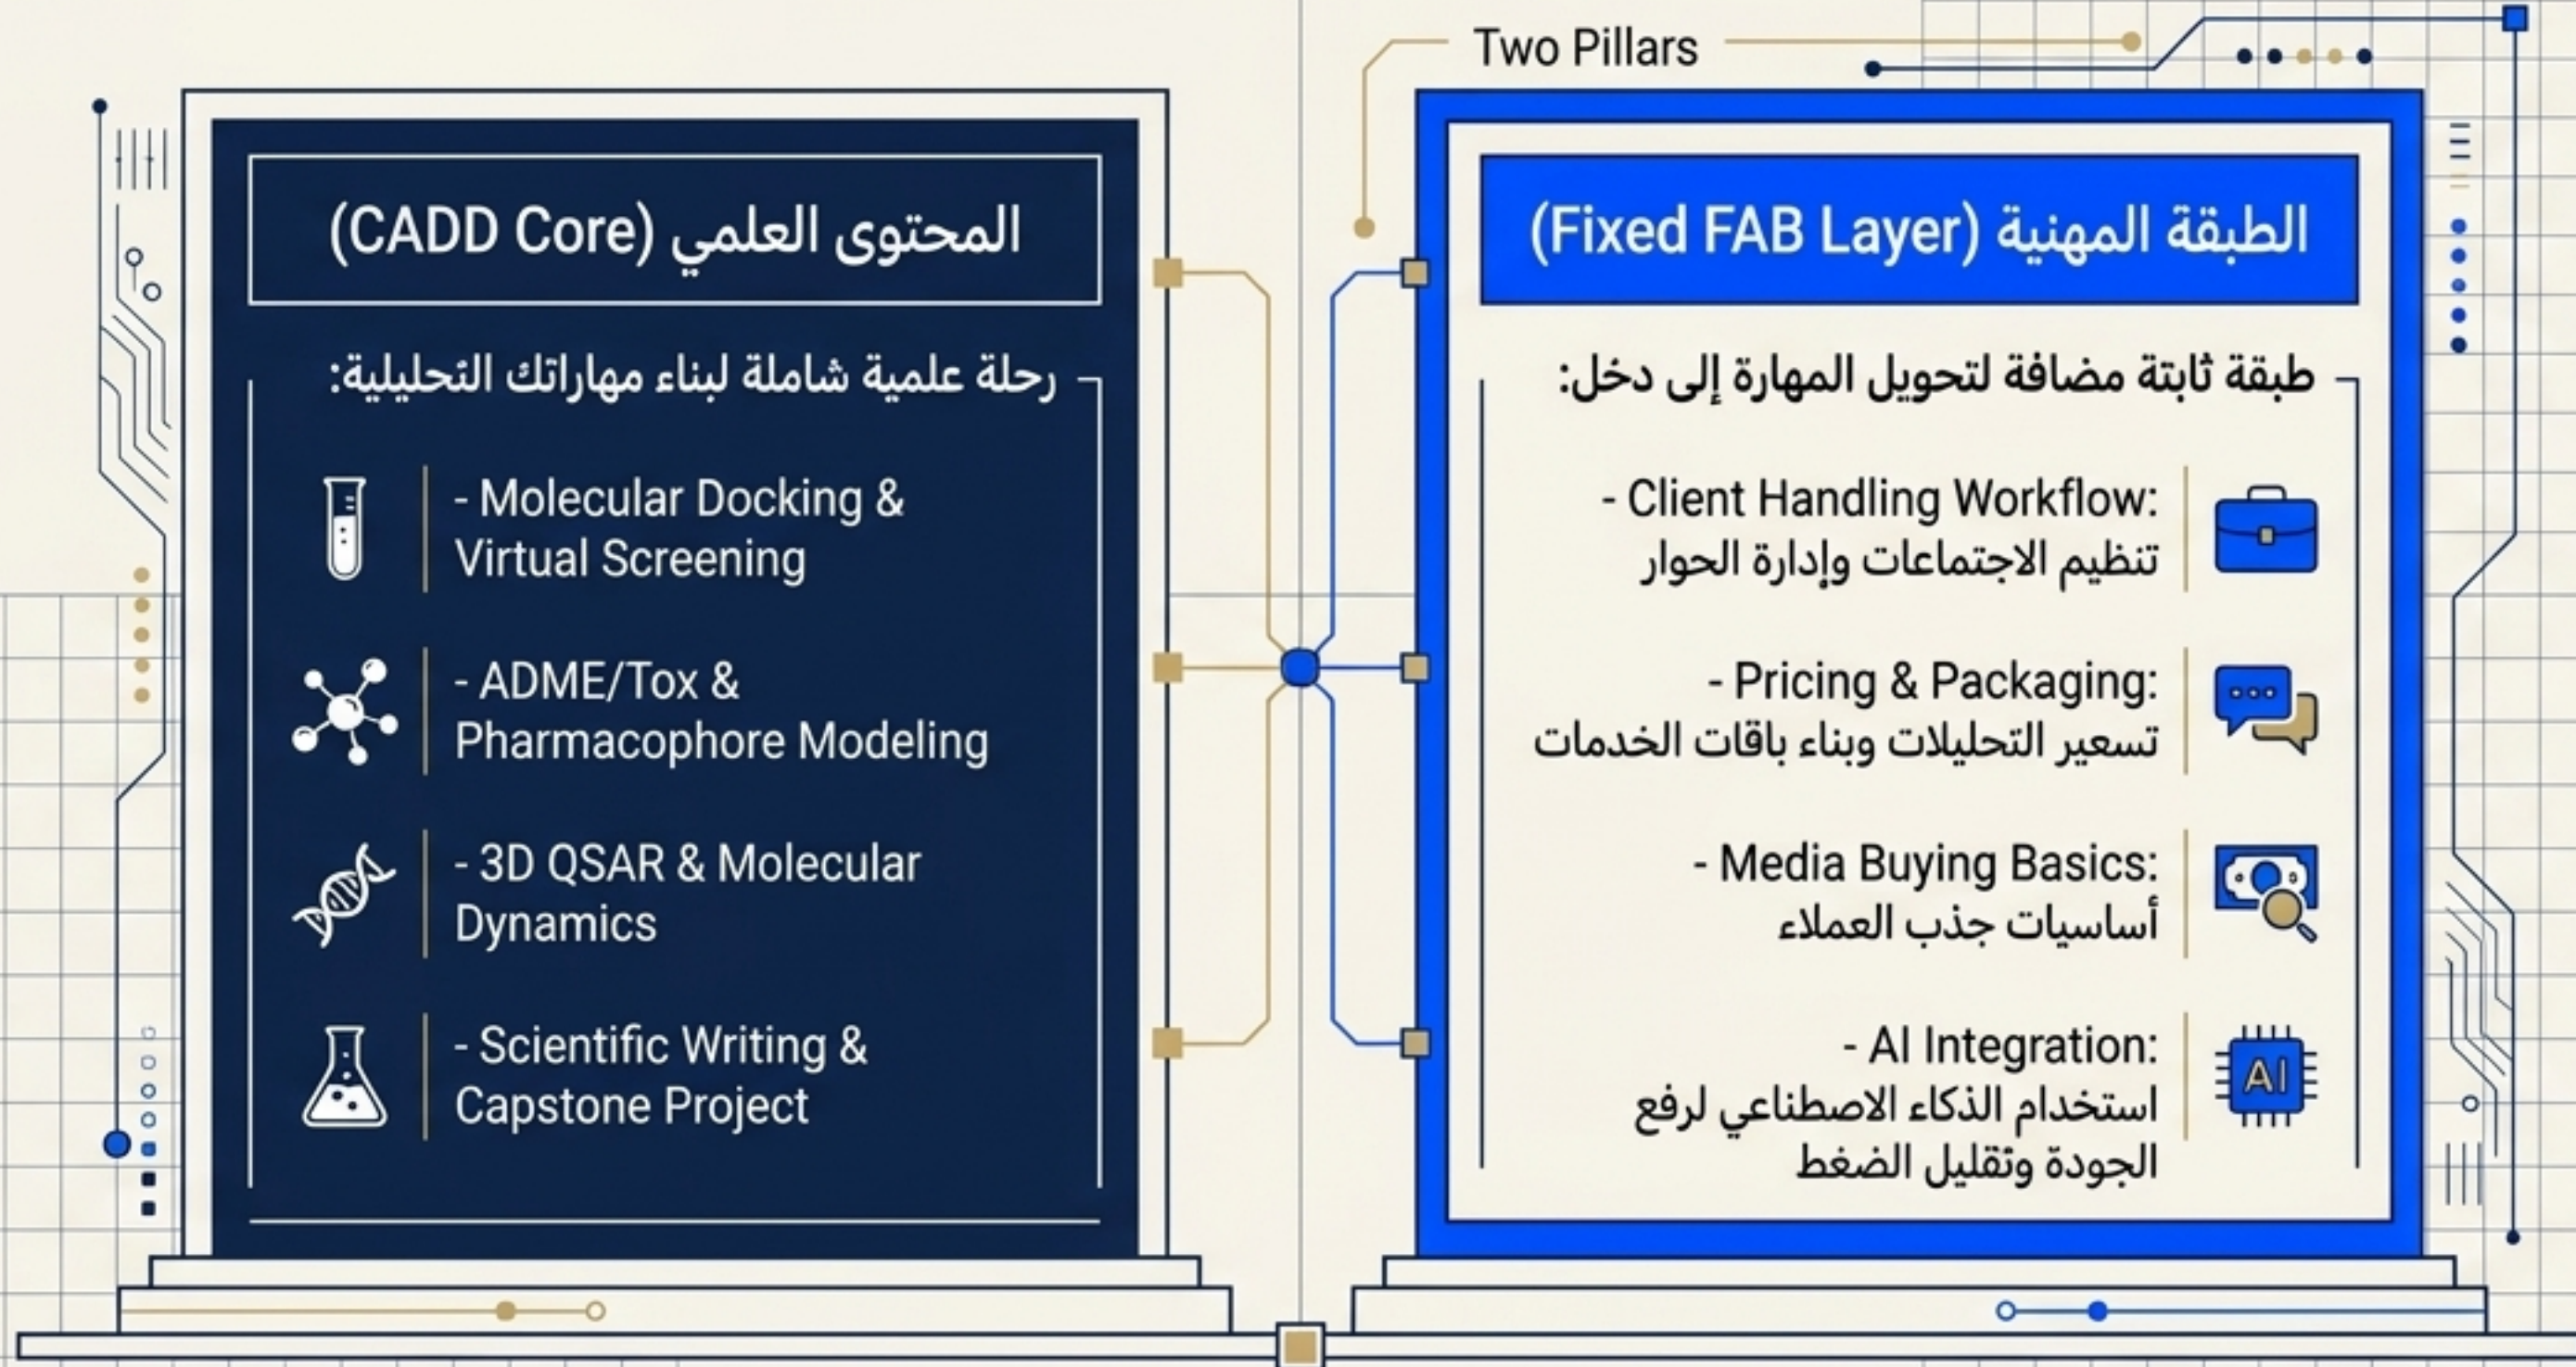 Two Pillars
المحتوى العلمي (CADD Core)
رحلة علمية شاملة لبناء مهاراتك التحليلية:
- Molecular Docking &
Virtual Screening
- ADME/Tox &
Pharmacophore Modeling
- 3D QSAR & Molecular
Dynamics
- Scientific Writing &
Capstone Project
الطبقة المهنية (Fixed FAB Layer)
طبقة ثابتة مضافة لتحويل المهارة إلى دخل:
- Client Handling Workflow:
تنظيم الاجتماعات وإدارة الحوار
- Pricing & Packaging:
تسعير التحليلات وبناء باقات الخدمات
- Media Buying Basics:
أساسيات جذب العملاء
- AI Integration:
استخدام الذكاء الاصطناعي لرفع
الجودة وتقليل الضغط
AI